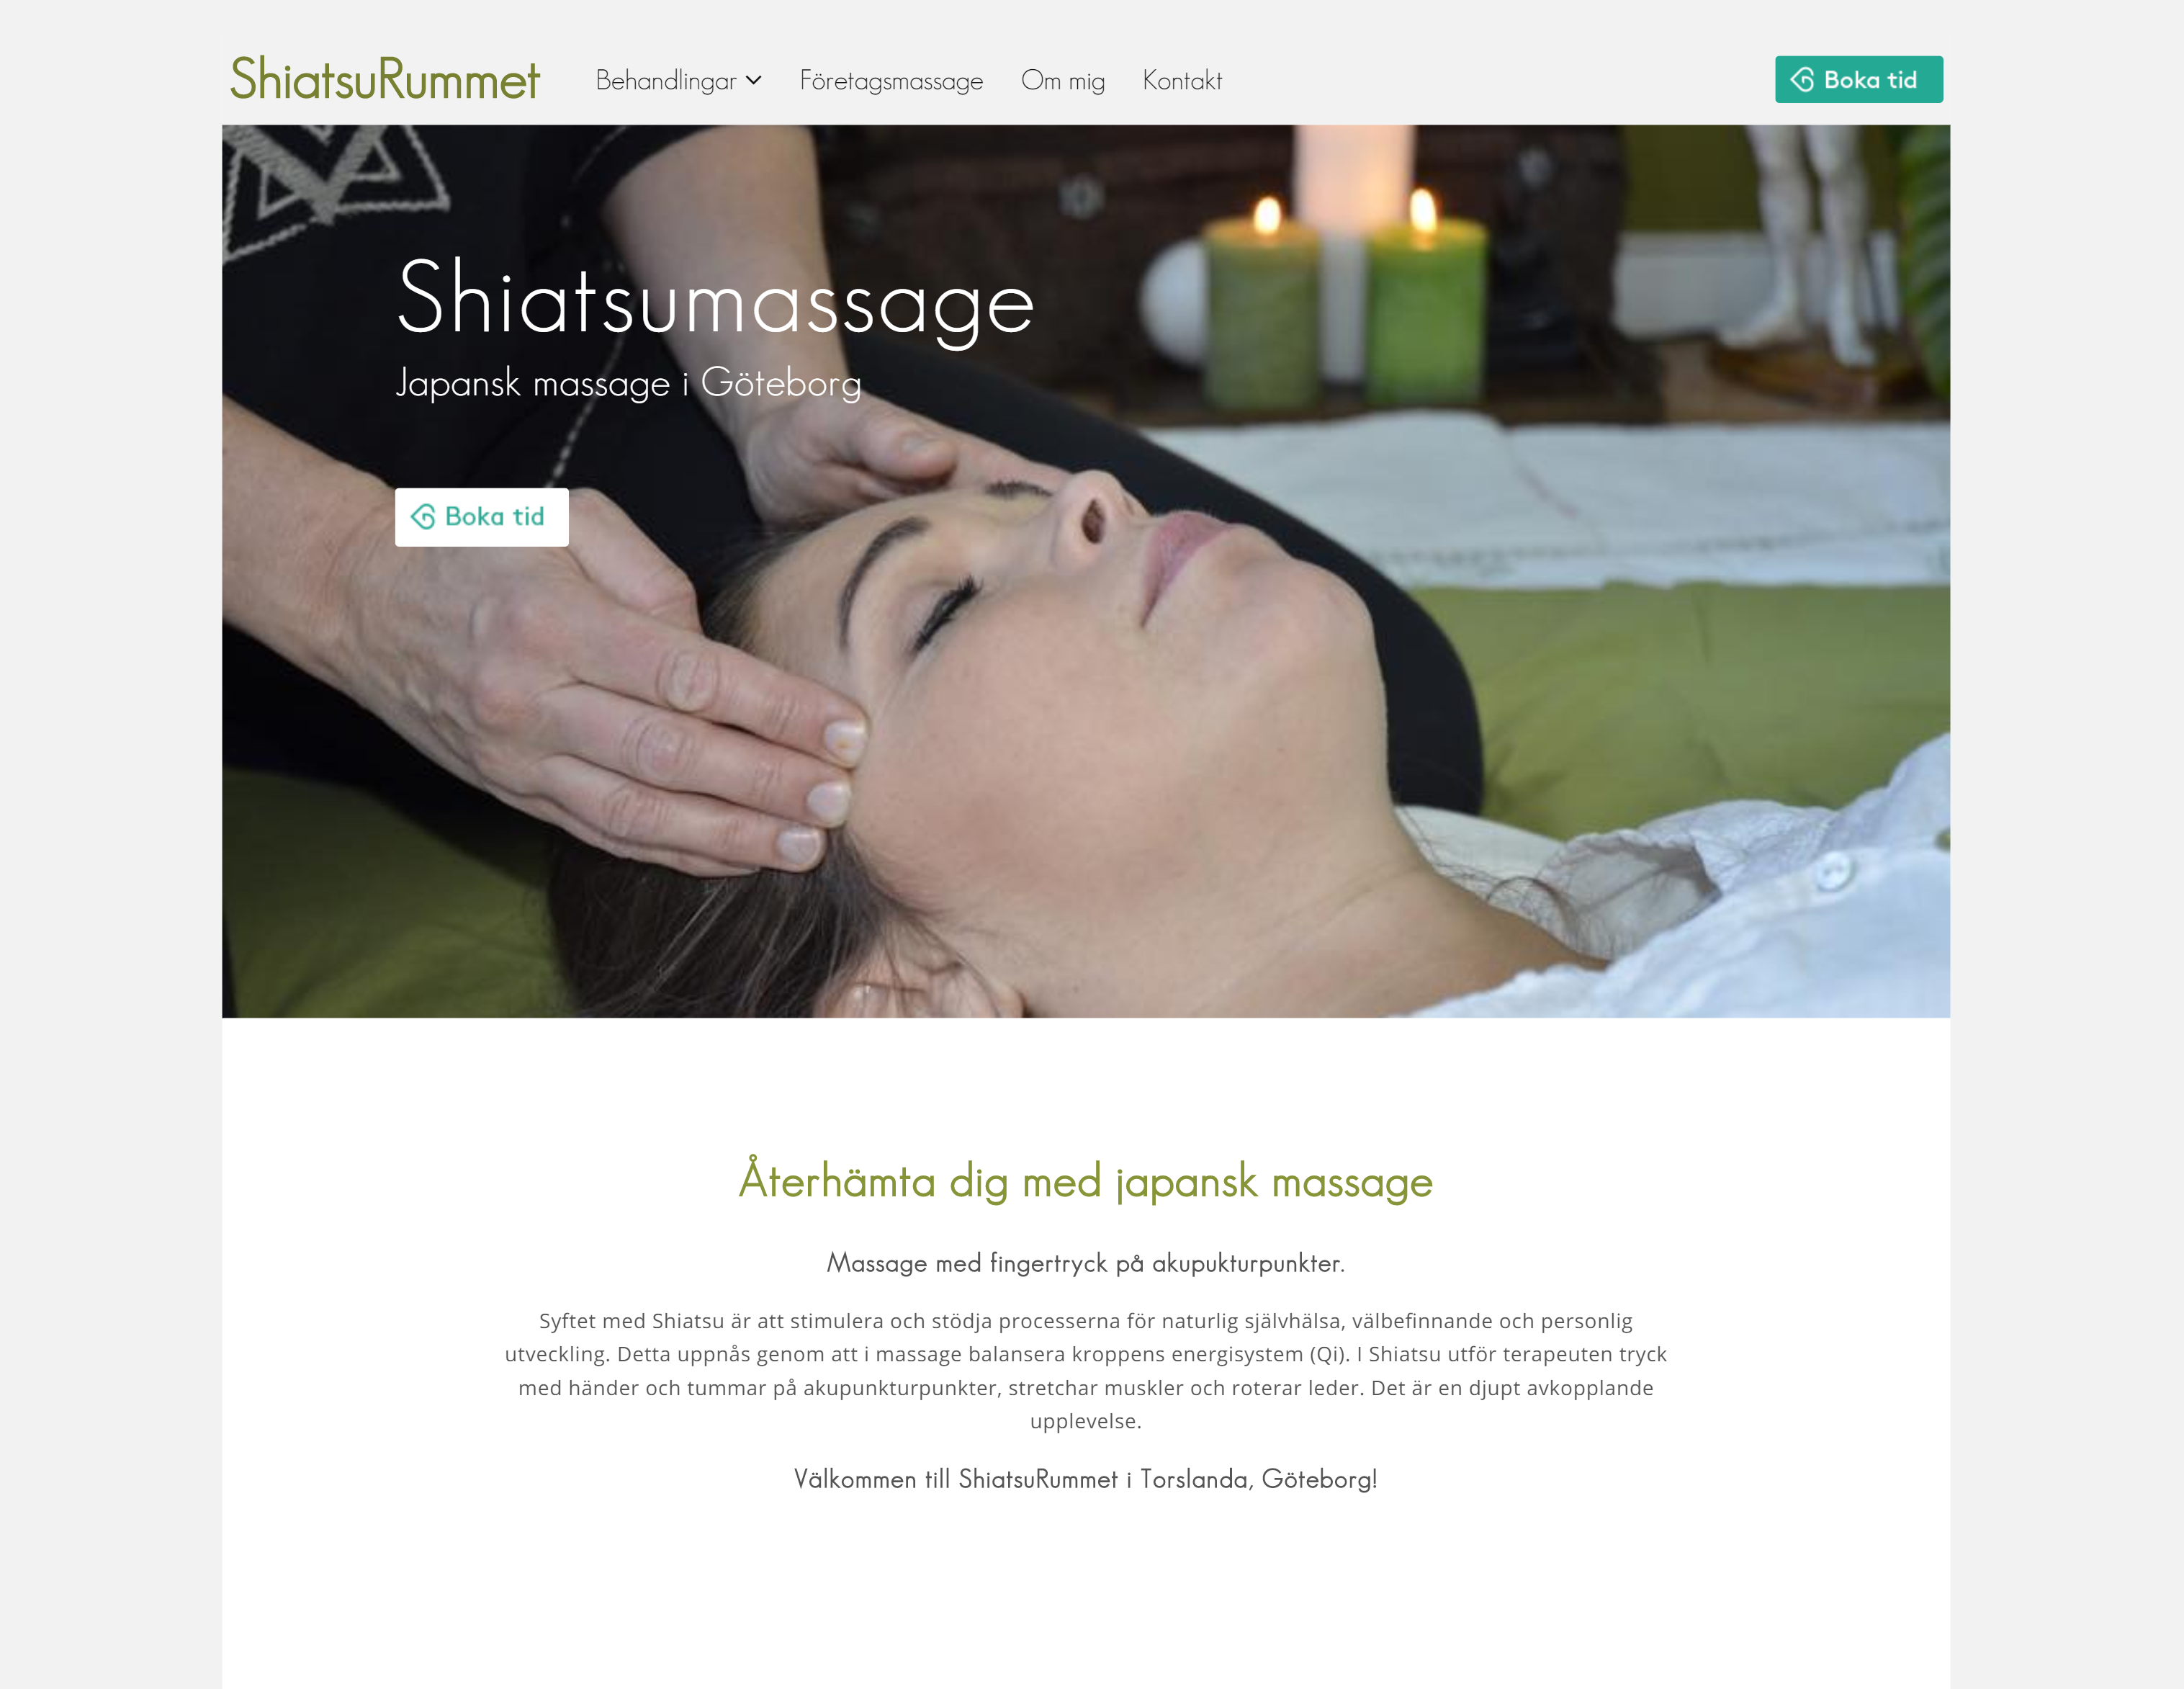 ShiatsuRummet
Behandlingar
Företagsmassage
Om mig
Kontakt
Boka tid
Shiatsumassage
Japansk massage i Göteborg
Boka tid
Återhämta dig med japansk massage
Massage med fingertryck på akupukturpunkter.
Syftet med Shiatsu är att stimulera och stödja processerna för naturlig självhälsa, välbefinnande och personlig
utveckling. Detta uppnås genom att i massage balansera kroppens energisystem (Qi). I Shiatsu utför terapeuten tryck
med händer och tummar på akupunkturpunkter, stretchar muskler och roterar leder. Det är en djupt avkopplande
upplevelse.
Välkommen till ShiatsuRummet i Torslanda, Göteborg!